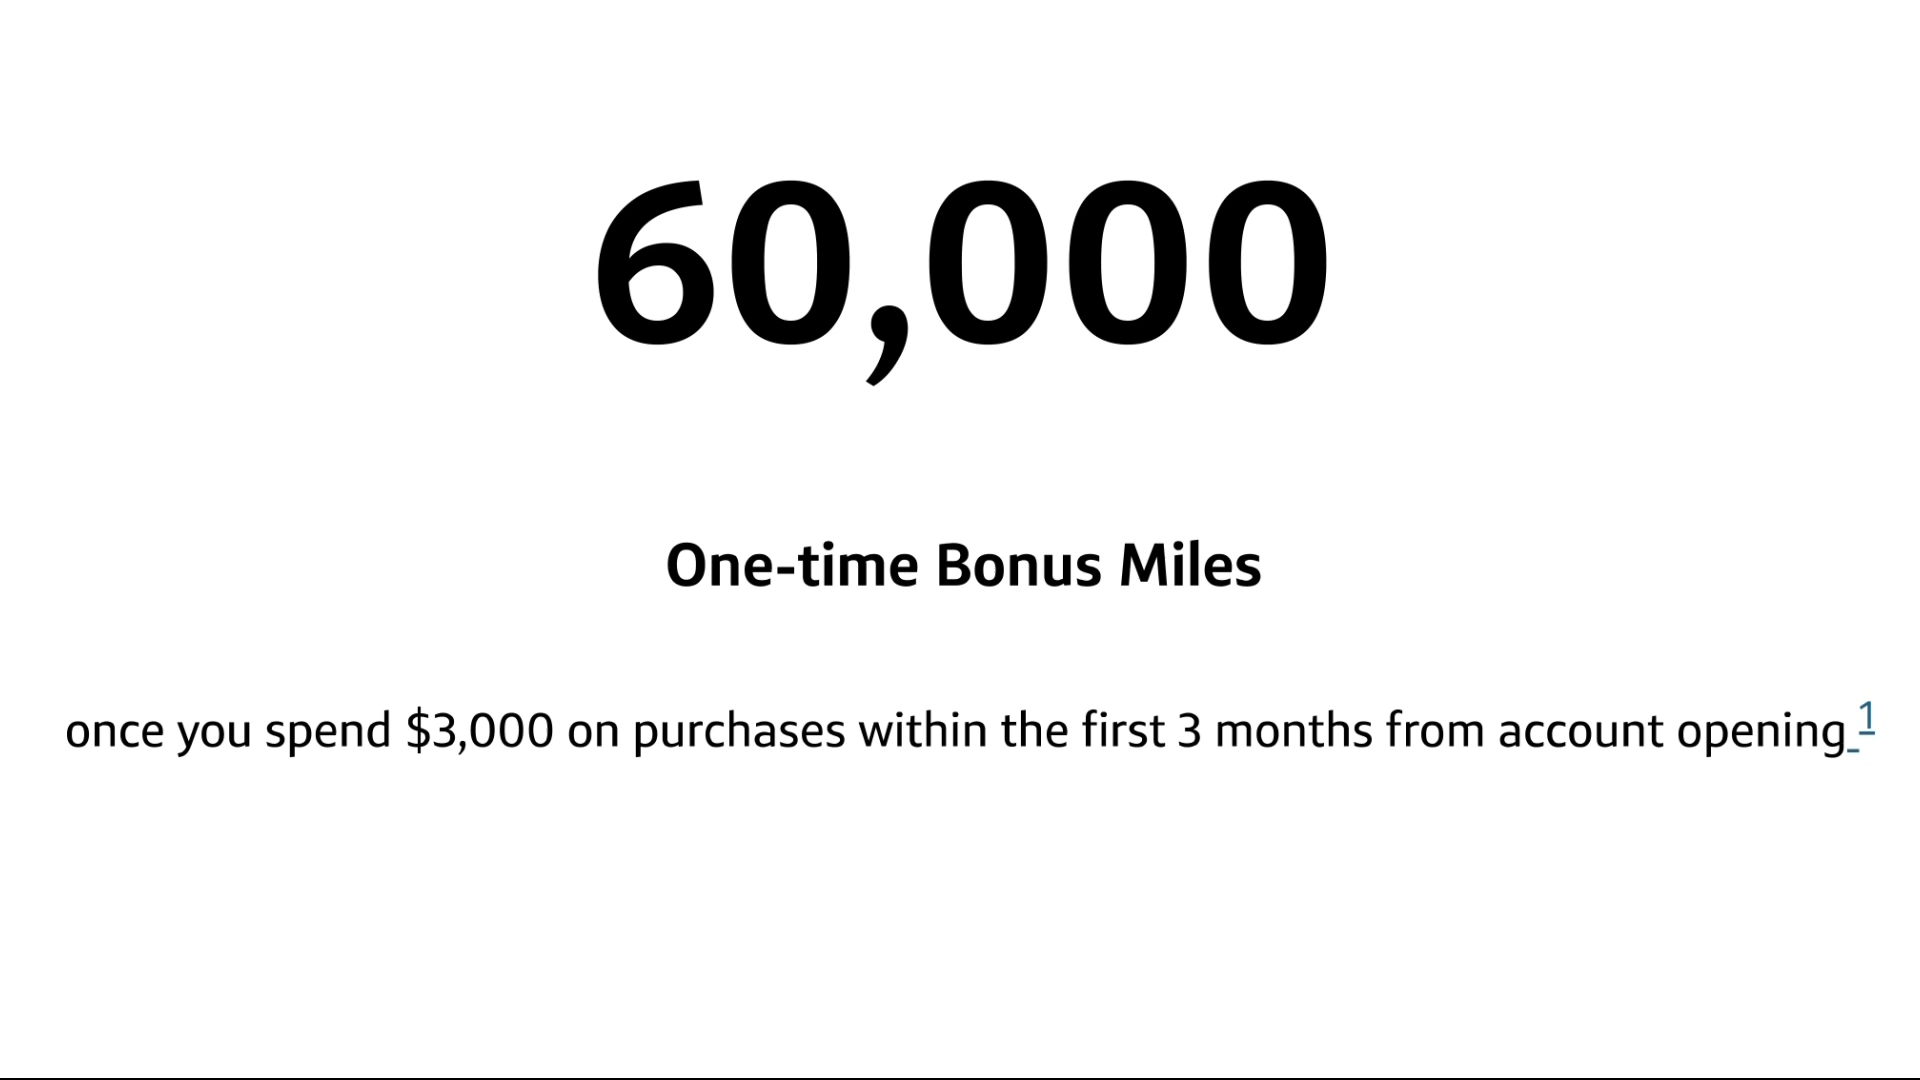 60,000
One-time Bonus Miles
once you spend $3,000 on purchases within the first 3 months from account opening 1